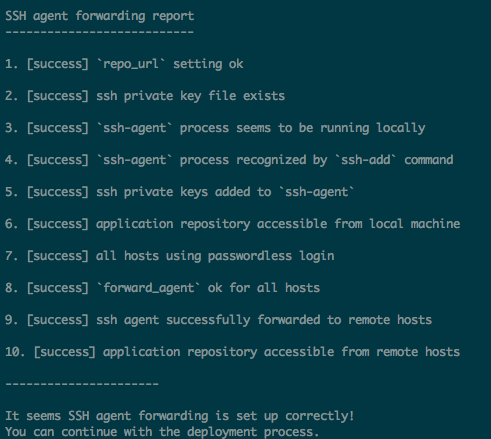 SSH agent forwarding report
---------------------------
1. [success] `repo_url` setting ok
2. [success] ssh private key file exists
3. [success] `ssh-agent` process seems to be running locally
4. [success] `ssh-agent` process recognized by `ssh-add` command
5. [success] ssh private keys added to `ssh-agent`
6. [success] application repository accessible from local machine
7. [success] all hosts using passwordless login
8. [success] `forward_agent` ok for all hosts
9. [success] ssh agent successfully forwarded to remote hosts
10. [success] application repository accessible from remote hosts
----------------------
It seems SSH agent forwarding is set up correctly!
You can continue with the deployment process.